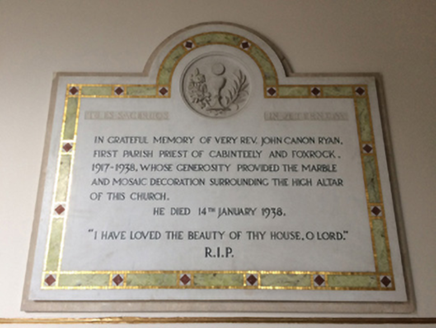 IN GRATEFUL MEMORY OF VERY REV. JOHN CANON RYAN,
FIRST PARISH PRIEST OF CABINTEELY AND FOXROCK,
1917-1938, WHOSE GENEROSITY PROVIDED THE MARBLE
AND MOSAIC DECORATION SURROUNDING THE HIGH ALTAR
OF THIS CHURCH.
HE DIED 14TH JANUARY 1938.
"I HAVE LOVED THE BEAUTY OF THY HOUSE, O LORD."
R.I.P.